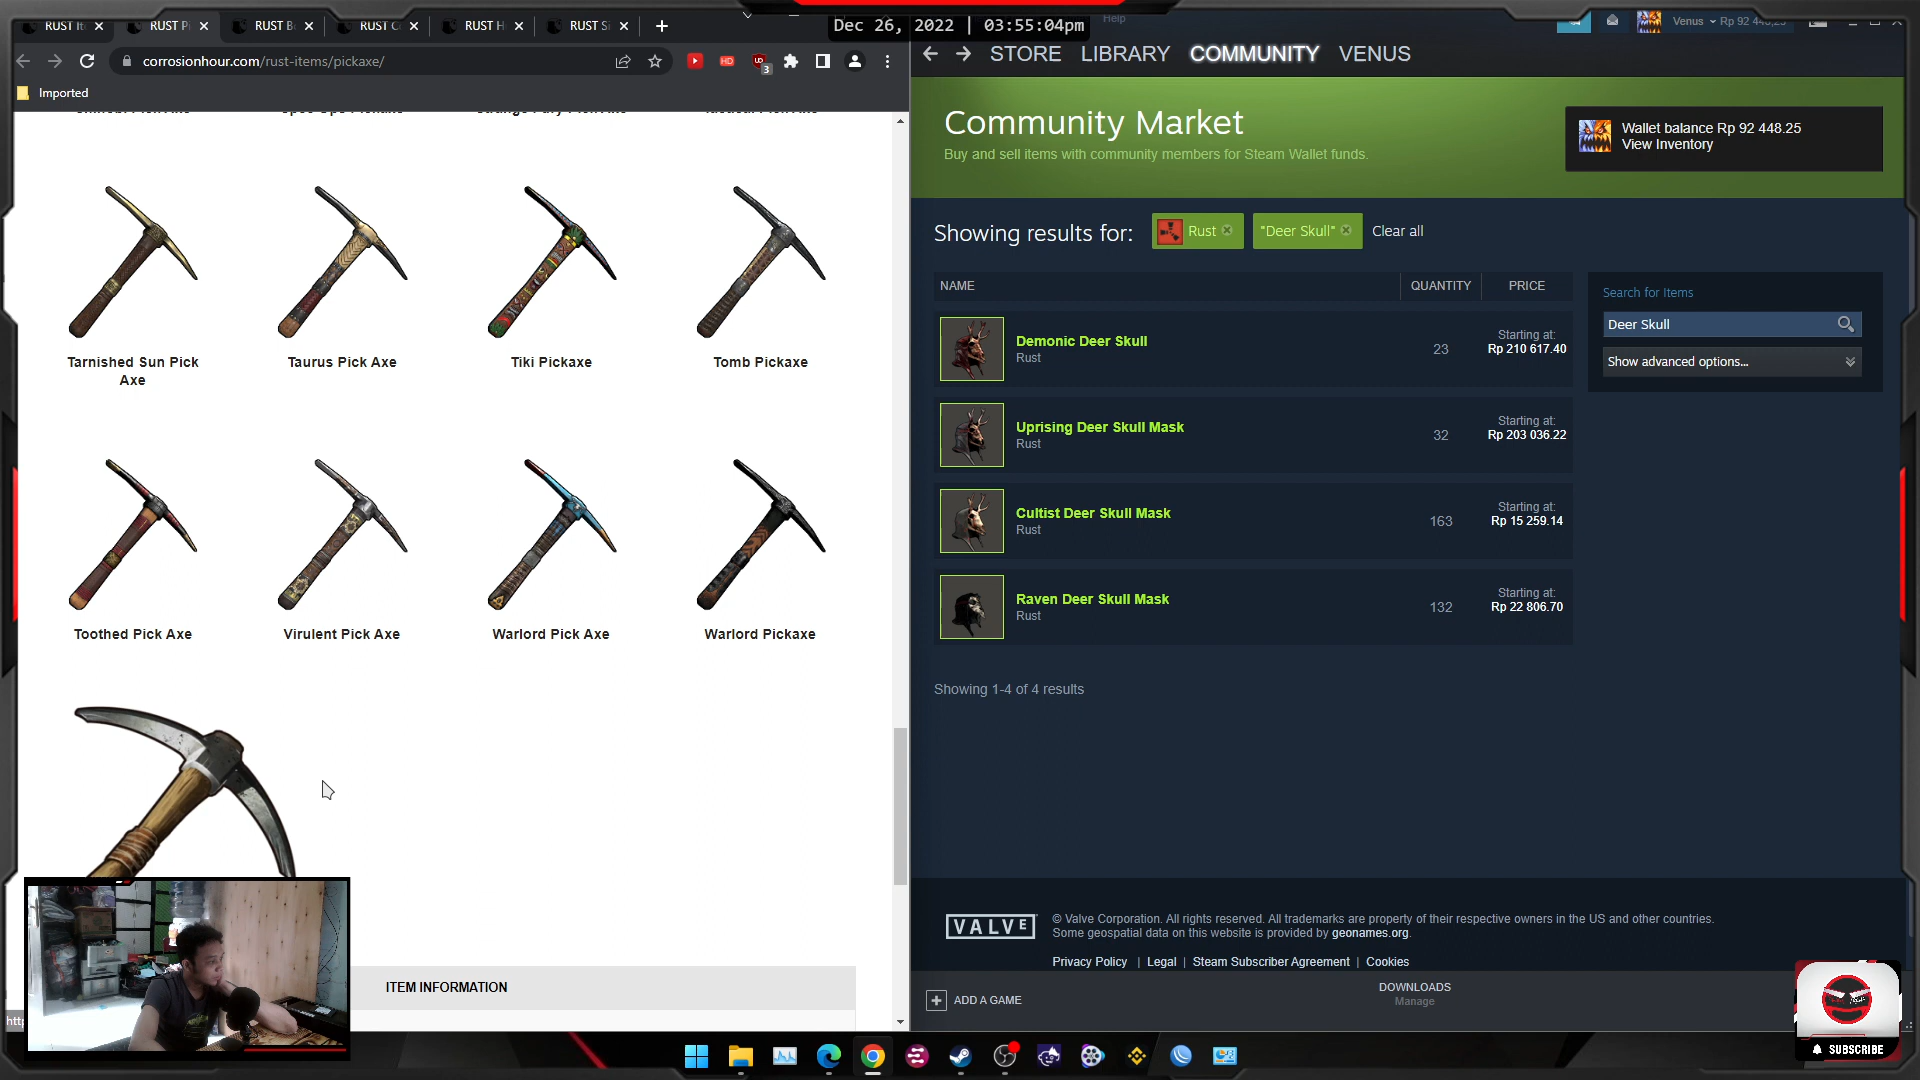 RUST It
RUST P
RUST B
RUST C
RUST H
RUST S
Dec 26, 2022 | 03:55:04pm
Help
Venus
corrosionhour.com/rust-items/pickaxe/
HD
3
Imported
STORE LIBRARY COMMUNITY VENUS
Community Market
Buy and sell items with community members for Steam Wallet funds.
Wallet balance Rp 92 448.25
View Inventory
Tarnished Sun Pick
Axe
Taurus Pick Axe
Tiki Pickaxe
Tomb Pickaxe
Toothed Pick Axe
Virulent Pick Axe
Warlord Pick Axe
Warlord Pickaxe
ITEM INFORMATION
Showing results for:
Rust
"Deer Skull"
Clear all
NAME QUANTITY PRICE
Demonic Deer Skull
Rust
23
Starting at:
Rp 210 617.40
Uprising Deer Skull Mask
Rust
32
Starting at:
Rp 203 036.22
Cultist Deer Skull Mask
Rust
163
Starting at:
Rp 15 259.14
Raven Deer Skull Mask
Rust
132
Starting at:
Rp 22 806.70
Showing 1-4 of 4 results
Search for Items
Deer Skull
Show advanced options...
VALVE
© Valve Corporation. All rights reserved. All trademarks are property of their respective owners in the US and other countries.
Some geospatial data on this website is provided by geonames.org.
Privacy Policy | Legal | Steam Subscriber Agreement | Cookies
ADD A GAME
DOWNLOADS
Manage
SUBSCRIBE